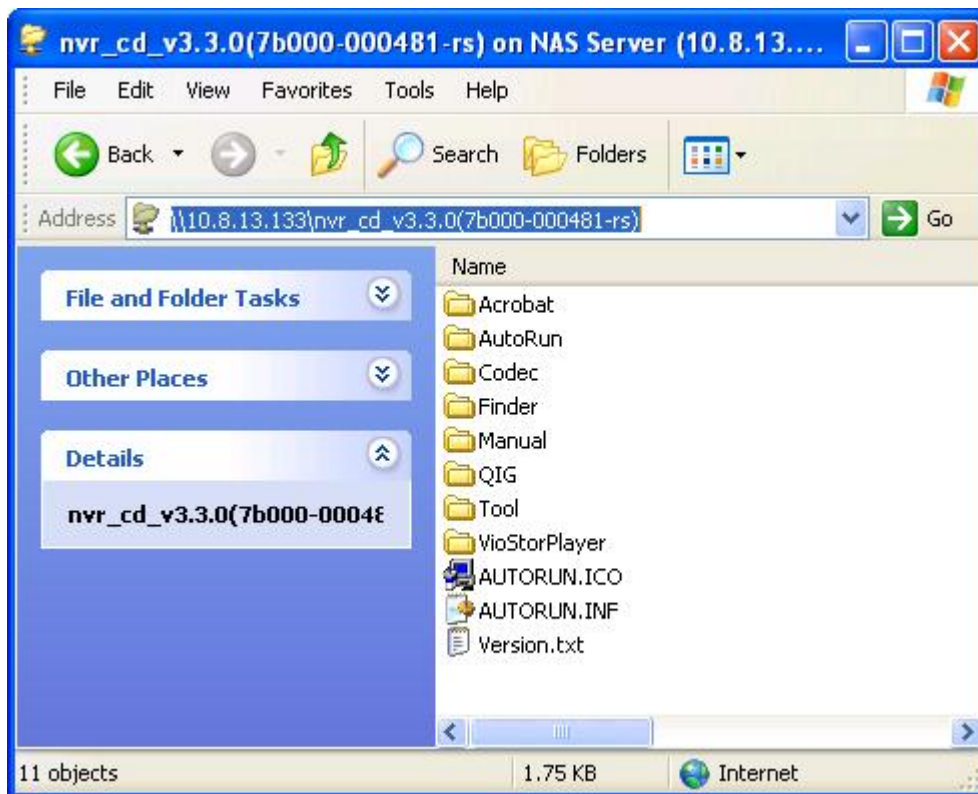 nvr_cd_v3.3.0(7b000-000481-rs) on NAS Server (10.8.13....
File Edit View Favorites Tools Help
Back Search Folders
Address \\10.8.13.133\nvr_cd_v3.3.0(7b000-000481-rs) Go
Name
File and Folder Tasks
Other Places
Details
nvr_cd_v3.3.0(7b000-00048
Acrobat
AutoRun
Codec
Finder
Manual
QIG
Tool
VioStorPlayer
AUTORUN.ICO
AUTORUN.INF
Version.txt
11 objects 1.75 KB Internet